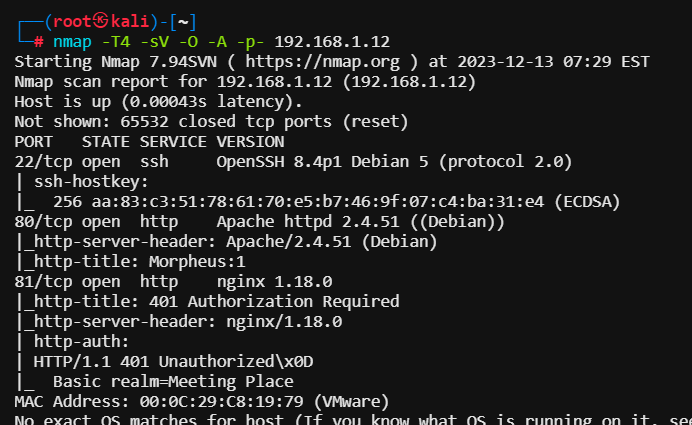 ┌──(root㉿kali)-[~]
└─# nmap -T4 -sV -O -A -p- 192.168.1.12
Starting Nmap 7.94SVN ( https://nmap.org ) at 2023-12-13 07:29 EST
Nmap scan report for 192.168.1.12 (192.168.1.12)
Host is up (0.00043s latency).
Not shown: 65532 closed tcp ports (reset)
PORT   STATE SERVICE VERSION
22/tcp open  ssh     OpenSSH 8.4p1 Debian 5 (protocol 2.0)
| ssh-hostkey:
|_  256 aa:83:c3:51:78:61:70:e5:b7:46:9f:07:c4:ba:31:e4 (ECDSA)
80/tcp open  http    Apache httpd 2.4.51 ((Debian))
|_http-server-header: Apache/2.4.51 (Debian)
|_http-title: Morpheus:1
81/tcp open  http    nginx 1.18.0
|_http-title: 401 Authorization Required
|_http-server-header: nginx/1.18.0
| http-auth:
| HTTP/1.1 401 Unauthorized\x0D
|_  Basic realm=Meeting Place
MAC Address: 00:0C:29:C8:19:79 (VMware)
No exact OS matches for host (If you know what OS is running on it, see